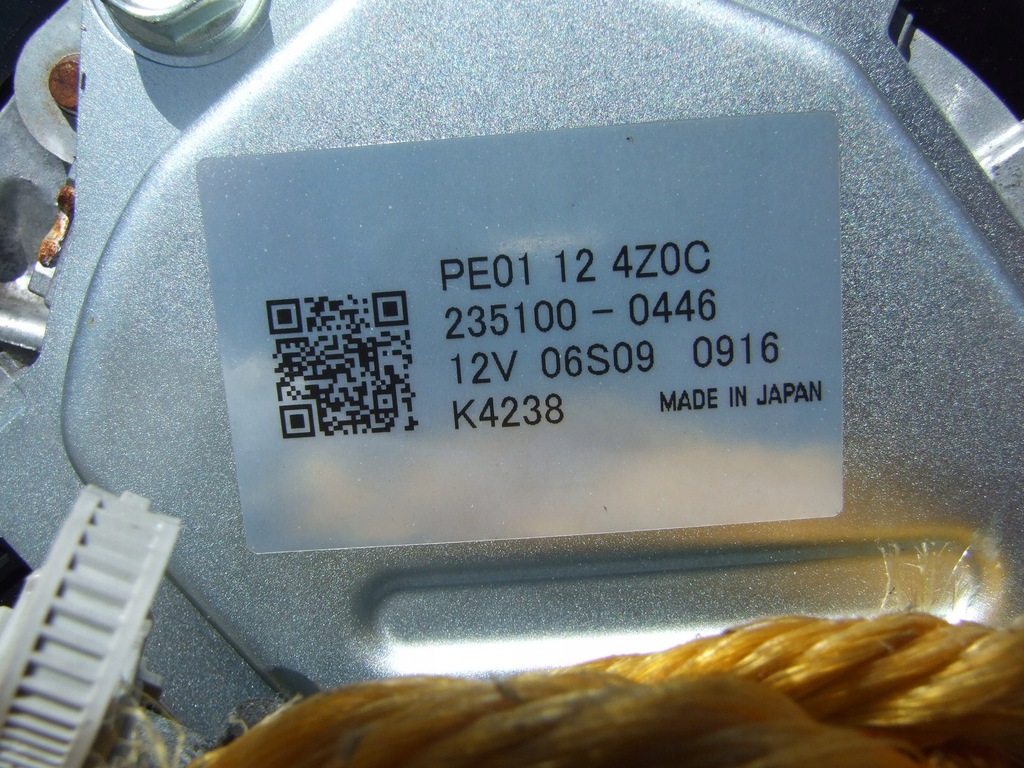 PE01 12 4Z0C
235100-0446
12V 06S09 0916
K4238 MADE IN JAPAN